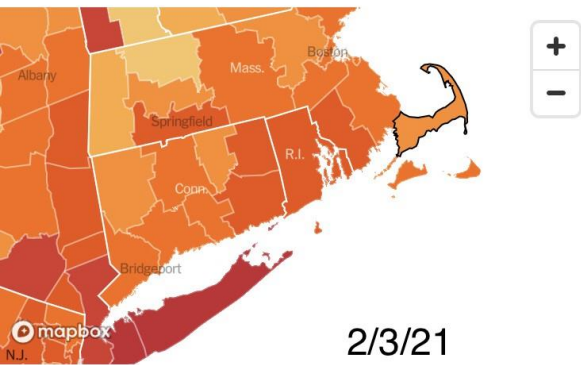 Boston
Albany
Mass.
Springfield
R.I.
Conn.
Bridgeport
mapbox
N.J.
2/3/21
+
−